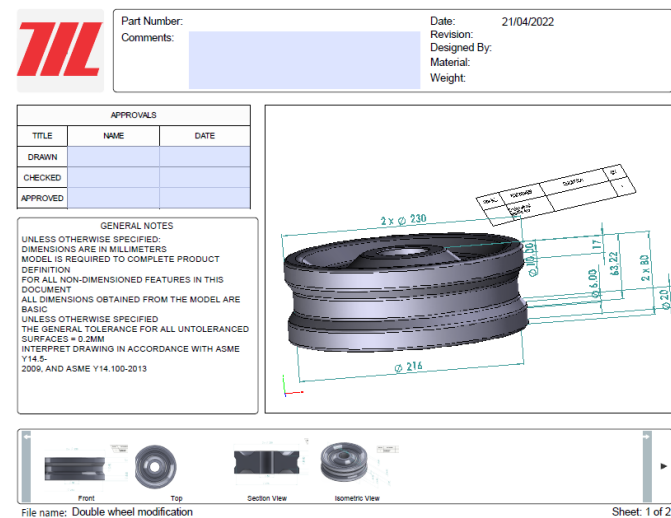 Part Number:
Comments:
Date: 21/04/2022
Revision:
Designed By:
Material:
Weight:
APPROVALS
TITLE NAME DATE
DRAWN
CHECKED
APPROVED
GENERAL NOTES
UNLESS OTHERWISE SPECIFIED:
DIMENSIONS ARE IN MILLIMETERS
MODEL IS REQUIRED TO COMPLETE PRODUCT
DEFINITION
FOR ALL NON-DIMENSIONED FEATURES IN THIS
DOCUMENT
ALL DIMENSIONS OBTAINED FROM THE MODEL ARE
BASIC
UNLESS OTHERWISE SPECIFIED
THE GENERAL TOLERANCE FOR ALL UNTOLERANCED
SURFACES = 0.2MM
INTERPRET DRAWING IN ACCORDANCE WITH ASME
Y14.5-
2009, AND ASME Y14.100-2013
2 x Ø 230
17
63,22
2 x 80
Ø 6.00
Ø 20
Ø 216
Front
Top
Section View
Isometric View
File name: Double wheel modification
Sheet: 1 of 2